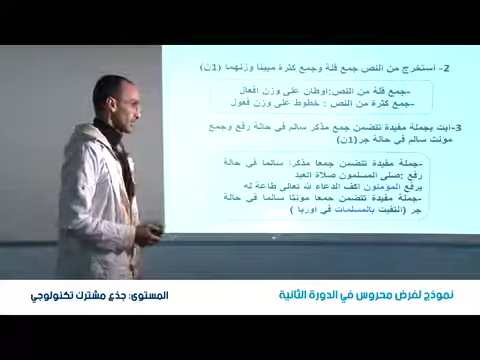 2- استخرج من النص جمع قلة وجمع كثرة مبينا وزنهما (1ن)
-جمع قلة من النص:أوطان على وزن أفعال
-جمع كثرة من النص : خطوط على وزن فعول
3-ايت بجملة مفيدة تتضمن جمع مذكر سالم في حالة رفع وجمع
مؤنث سالم في حالة جر(1ن)
-جملة مفيدة تتضمن جمعا مذكرا سالما في حالة
رفع :صلى المسلمون صلاة العيد
يرفع المؤمنون أكف الدعاء لله تعالى طاعة له
-جملة مفيدة تتضمن جمعا مؤنثا سالما في حالة
جر (التقيت بالمسلمات في أوربا )
نموذج لفرض محروس في الدورة الثانية
المستوى: جذع مشترك تكنولوجي